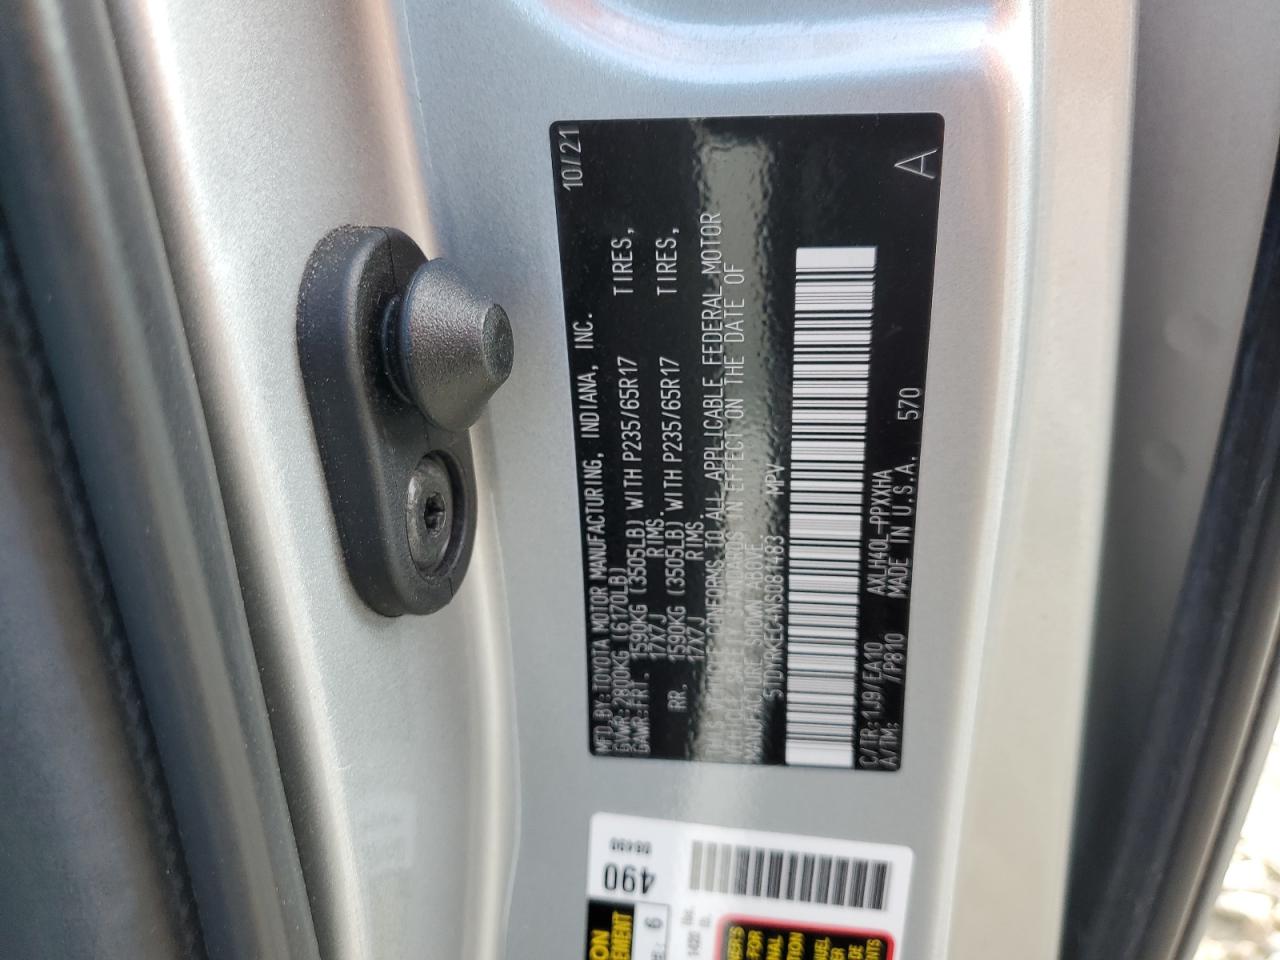 MFD.BY:TOYOTA MOTOR MANUFACTURING, INDIANA, INC. 10/21
GVWR:2800KG (6170LB)
GAWR:FRT. 1590KG (3505LB) WITH P235/65R17 TIRES,
17X7J RIMS.
RR. 1590KG (3505LB) WITH P235/65R17 TIRES,
17X7J RIMS
THIS VEHICLE CONFORMS TO ALL APPLICABLE FEDERAL MOTOR
VEHICLE SAFETY STANDARDS IN EFFECT ON THE DATE OF
MANUFACTURE SHOWN ABOVE.
5TDYRKEC4NS081483 MPV
C/TR:1J9/EA10 AXLH40L-PPXXHA
A/TM: /P810 MADE IN U.S.A. 570 A
490
6